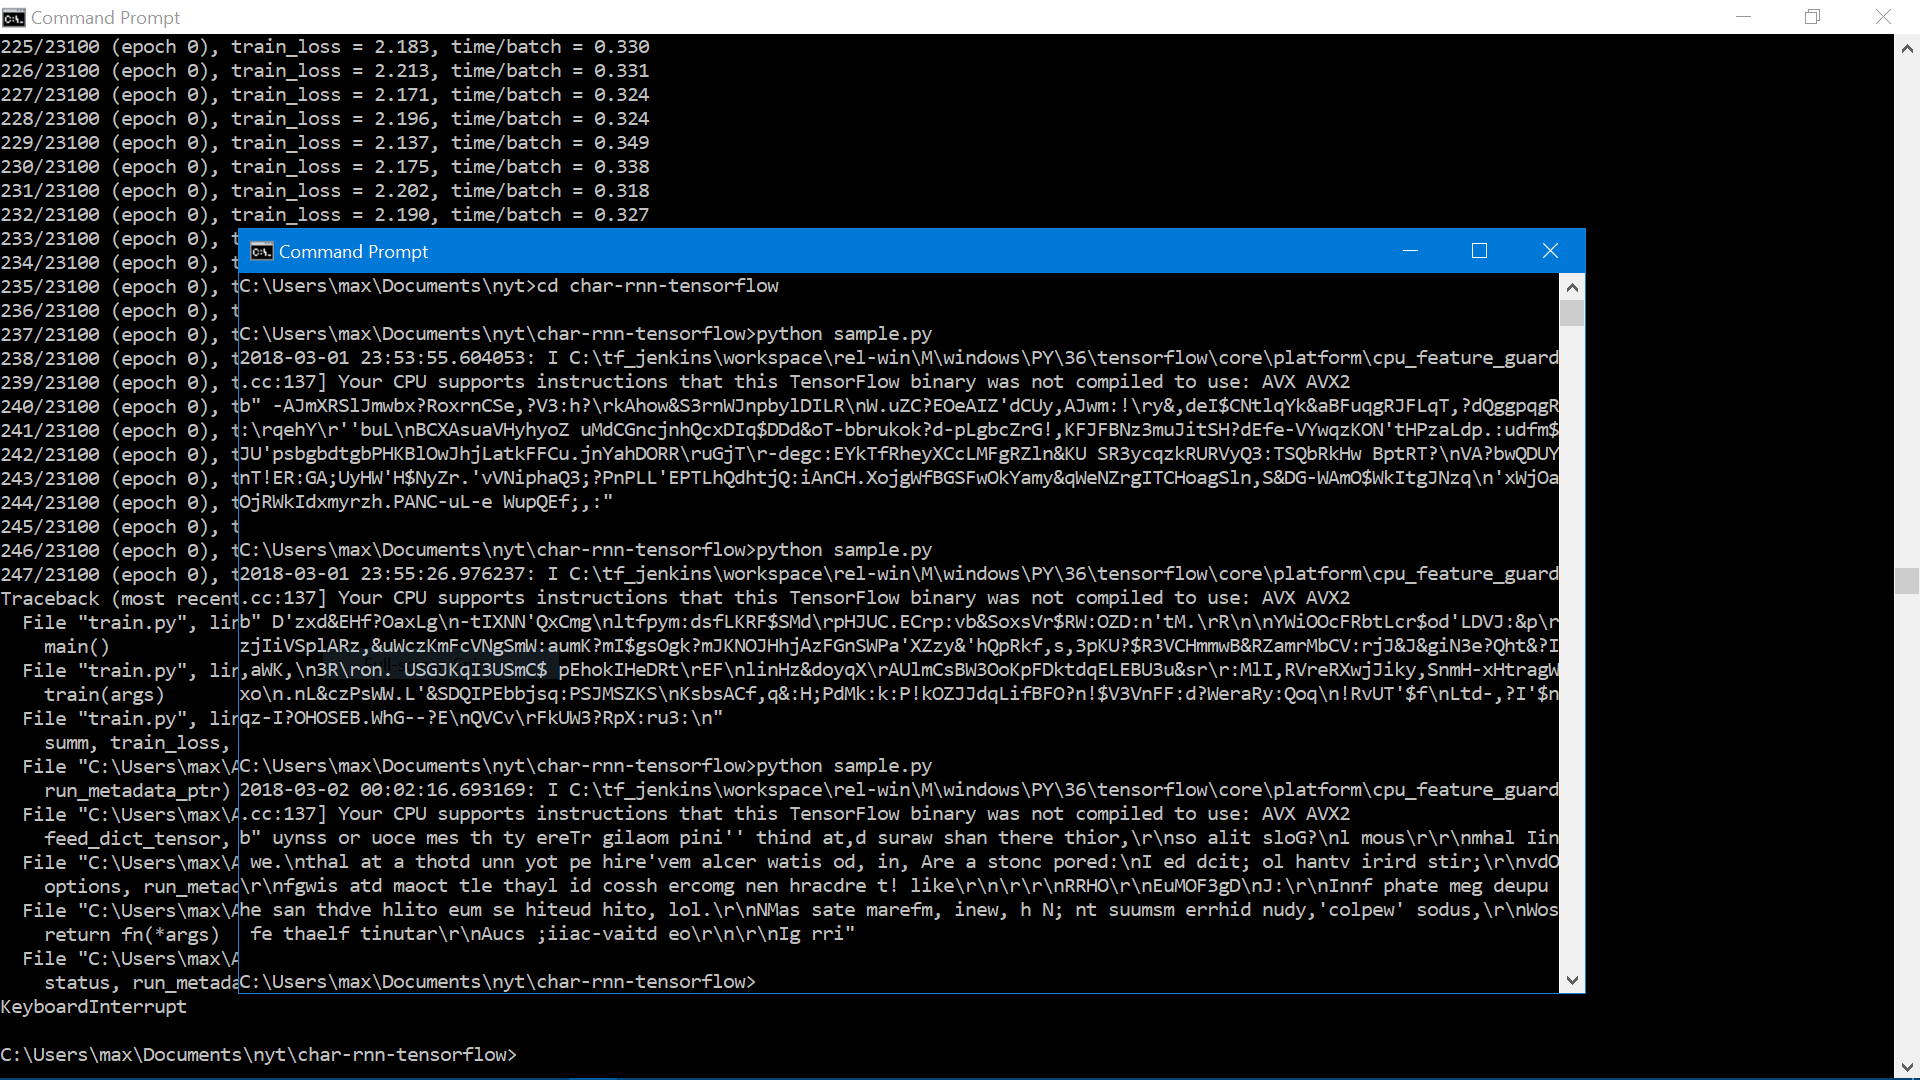 Command Prompt
225/23100 (epoch 0), train_loss = 2.183, time/batch = 0.330
226/23100 (epoch 0), train_loss = 2.213, time/batch = 0.331
227/23100 (epoch 0), train_loss = 2.171, time/batch = 0.324
228/23100 (epoch 0), train_loss = 2.196, time/batch = 0.324
229/23100 (epoch 0), train_loss = 2.137, time/batch = 0.349
230/23100 (epoch 0), train_loss = 2.175, time/batch = 0.338
231/23100 (epoch 0), train_loss = 2.202, time/batch = 0.318
232/23100 (epoch 0), train_loss = 2.190, time/batch = 0.327
233/23100 (epoch 0), t
234/23100 (epoch 0), t
235/23100 (epoch 0), t
236/23100 (epoch 0), t
237/23100 (epoch 0), t
238/23100 (epoch 0), t
239/23100 (epoch 0), t
240/23100 (epoch 0), t
241/23100 (epoch 0), t
242/23100 (epoch 0), t
243/23100 (epoch 0), t
244/23100 (epoch 0), t
245/23100 (epoch 0), t
246/23100 (epoch 0), t
247/23100 (epoch 0), t
Traceback (most recent
File "train.py", lin
main()
File "train.py", lin
train(args)
File "train.py", lin
summ, train_loss,
File "C:\Users\max\A
run_metadata_ptr)
File "C:\Users\max\A
feed_dict_tensor,
File "C:\Users\max\A
options, run_metad
File "C:\Users\max\A
return fn(*args)
File "C:\Users\max\A
status, run_metada
KeyboardInterrupt
C:\Users\max\Documents\nyt\char-rnn-tensorflow>
Command Prompt
C:\Users\max\Documents\nyt>cd char-rnn-tensorflow
C:\Users\max\Documents\nyt\char-rnn-tensorflow>python sample.py
2018-03-01 23:53:55.604053: I C:\tf_jenkins\workspace\rel-win\M\windows\PY\36\tensorflow\core\platform\cpu_feature_guard
.cc:137] Your CPU supports instructions that this TensorFlow binary was not compiled to use: AVX AVX2
b" -AJmXRSlJmwbx?RoxrnCSe,?V3:h?\rkAhow&S3rnWJnpbylDILR\nW.uZC?EOeAIZ'dCUy,AJwm:!\ry&,deI$CNtlqYk&aBFuqgRJFLqT,?dQggpqgR
:\rqehY\r''buL\nBCXAsuaVHyhyoZ uMdCGncjnhQcxDIq$DDd&oT-bbrukok?d-pLgbcZrG!,KFJFBNz3muJitSH?dEfe-VYwqzKON'tHPzaLdp.:udfm$
JU'psbgbdtgbPHKBlOwJhjLatkFFCu.jnYahDORR\ruGjT\r-degc:EYkTfRheyXCcLMFgRZln&KU SR3ycqzkRURVyQ3:TSQbRkHw BptRT?\nVA?bwQDUY
nT!ER:GA;UyHW'H$NyZr.'vVNiphaQ3;?PnPLL'EPTLhQdhtjQ:iAnCH.XojgWfBGSFwOkYamy&qWeNZrgITCHoagSln,S&DG-WAmO$WkItgJNzq\n'xWjOa
OjRWkIdxmyrzh.PANC-uL-e WupQEf;,:"
C:\Users\max\Documents\nyt\char-rnn-tensorflow>python sample.py
2018-03-01 23:55:26.976237: I C:\tf_jenkins\workspace\rel-win\M\windows\PY\36\tensorflow\core\platform\cpu_feature_guard
.cc:137] Your CPU supports instructions that this TensorFlow binary was not compiled to use: AVX AVX2
b" D'zxd&EHf?OaxLg\n-tIXNN'QxCmg\nltfpym:dsfLKRF$SMd\rpHJUC.ECrp:vb&SoxsVr$RW:OZD:n'tM.\rR\n\nYWiOOcFRbtLcr$od'LDVJ:&p\r
zjIiVSplARz,&uWczKmFcVNgSmW:aumK?mI$gsOgk?mJKNOJHhjAzFGnSWPa'XZzy&'hQpRkf,s,3pKU?$R3VCHmmwB&RZamrMbCV:rjJ&J&giN3e?Qht&?I
,aWK,\n3R\ron. USGJKqI3USmC$ pEhokIHeDRt\rEF\nlinHz&doyqX\rAUlmCsBW3OoKpFDktdqELEBU3u&sr\r:MlI,RVreRXwjJiky,SnmH-xHtragW
xo\n.nL&czPsWW.L'&SDQIPEbbjsq:PSJMSZKS\nKsbsACf,q&:H;PdMk:k:P!kOZJJdqLifBFO?n!$V3VnFF:d?WeraRy:Qoq\n!RvUT'$f\nLtd-,?I'$n
qz-I?OHOSEB.WhG--?E\nQVCv\rFkUW3?RpX:ru3:\n"
C:\Users\max\Documents\nyt\char-rnn-tensorflow>python sample.py
2018-03-02 00:02:16.693169: I C:\tf_jenkins\workspace\rel-win\M\windows\PY\36\tensorflow\core\platform\cpu_feature_guard
.cc:137] Your CPU supports instructions that this TensorFlow binary was not compiled to use: AVX AVX2
b" uynss or uoce mes th ty ereTr gilaom pini'' thind at,d suraw shan there thior,\r\nso alit sloG?\nl mous\r\r\nmhal Iin
we.\nthal at a thotd unn yot pe hire'vem alcer watis od, in, Are a stonc pored:\nI ed dcit; ol hantv irird stir;\r\nvdO
\r\nfgwis atd maoct tle thayl id cossh ercomg nen hracdre t! like\r\n\r\r\nRRHO\r\nEuMOF3gD\nJ:\r\nInnf phate meg deupu
he san thdve hlito eum se hiteud hito, lol.\r\nNMas sate marefm, inew, h N; nt suumsm errhid nudy,'colpew' sodus,\r\nWos
fe thaelf tinutar\r\nAucs ;iiac-vaitd eo\r\n\r\nIg rri"
C:\Users\max\Documents\nyt\char-rnn-tensorflow>